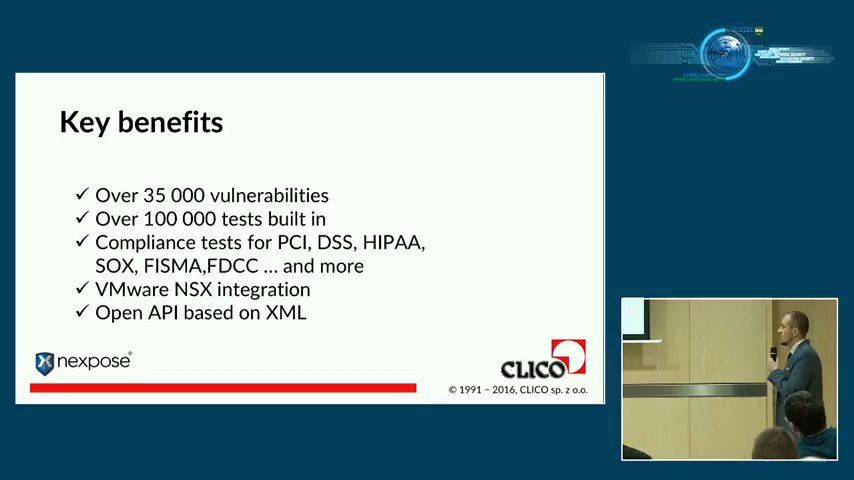 Key benefits
✓ Over 35 000 vulnerabilities
✓ Over 100 000 tests built in
✓ Compliance tests for PCI, DSS, HIPAA,
SOX, FISMA,FDCC ... and more
✓ VMware NSX integration
✓ Open API based on XML
nexpose®
CLICO
© 1991 – 2016, CLICO sp. z o.o.